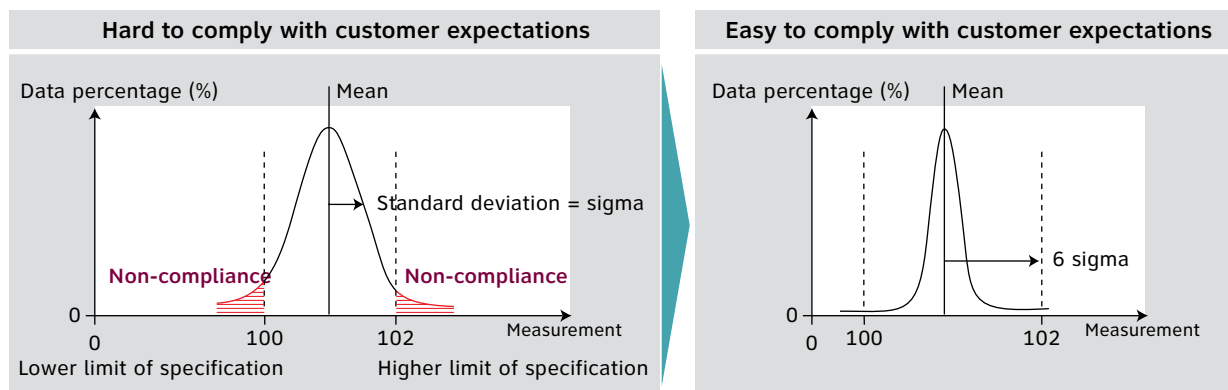 Hard to comply with customer expectations
Data percentage (%)
Mean
Standard deviation = sigma
Non-compliance
Non-compliance
0
0
100
102
Measurement
Lower limit of specification
Higher limit of specification
Easy to comply with customer expectations
Data percentage (%)
Mean
6 sigma
0
0
100
102
Measurement